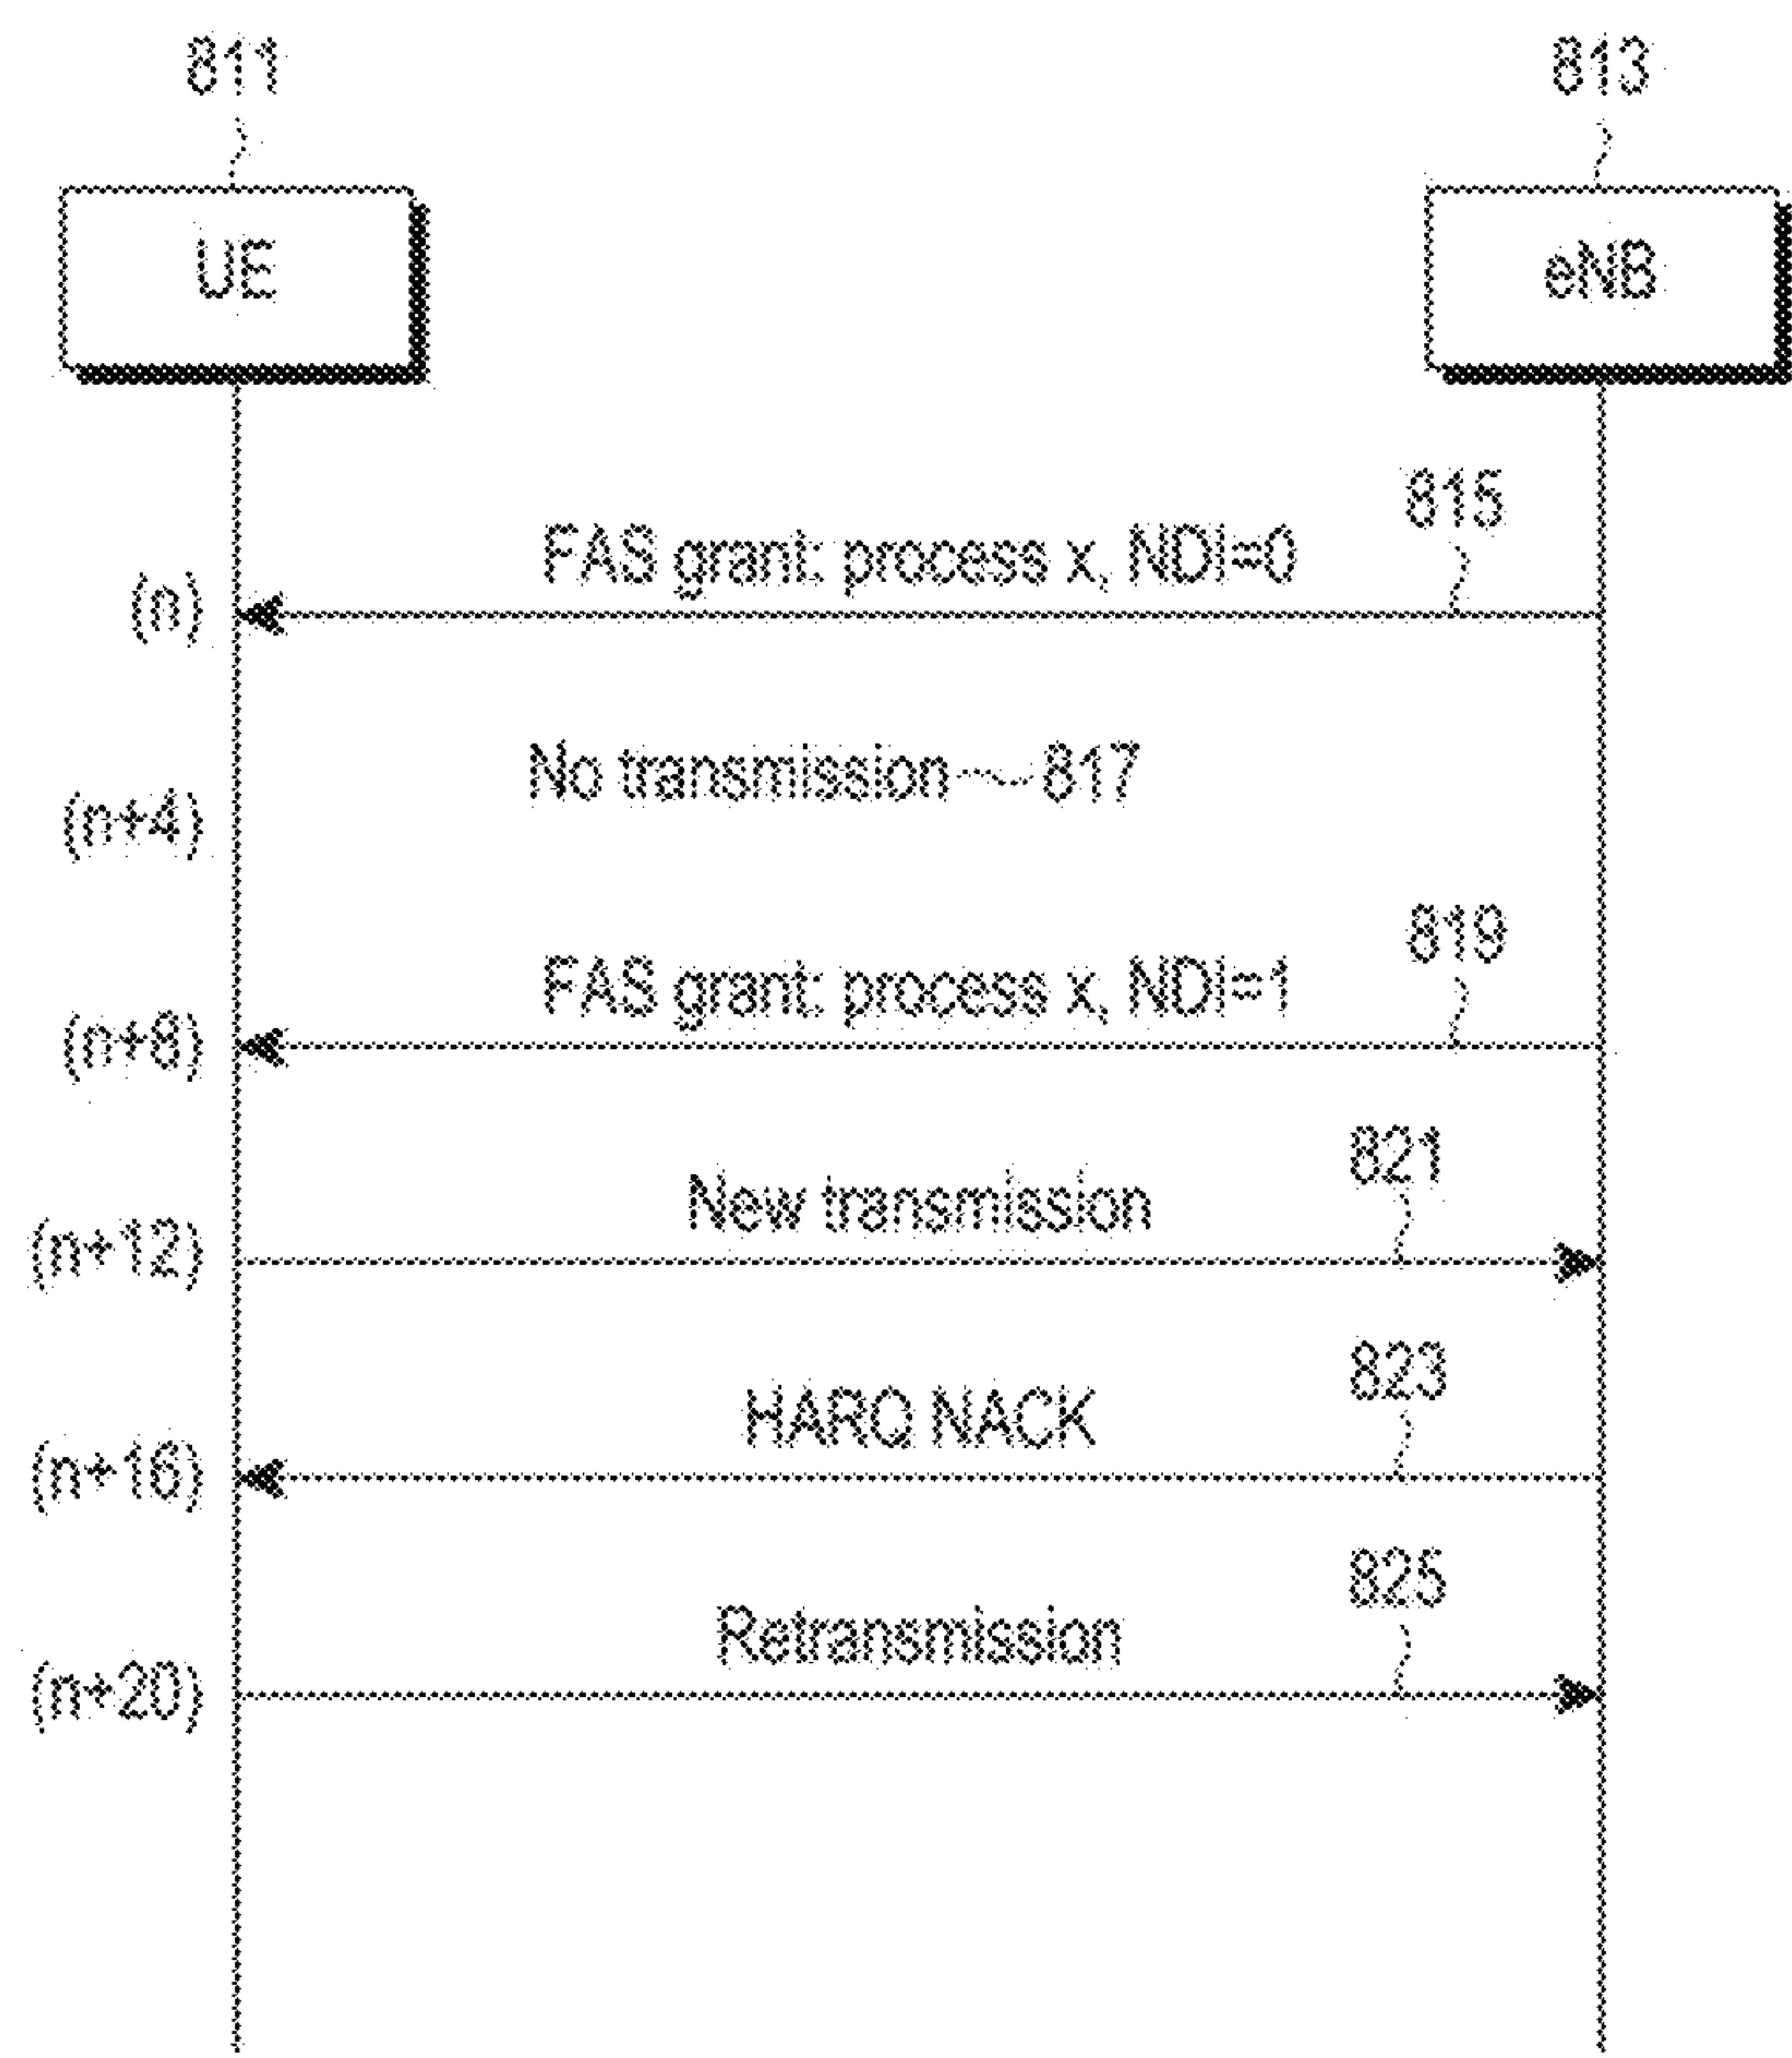 811
813
UE
eNB
815
FAS grant: process x, NDI=0
(n)
No transmission 817
(n+4)
819
FAS grant: process x, NDI=1
(n+8)
821
New transmission
(n+12)
823
HARQ NACK
(n+16)
825
Retransmission
(n+20)